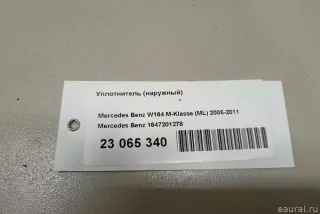 Уплотнитель (наружный)
Mercedes Benz W164 M-Klasse (ML) 2005-2011
Mercedes Benz 1647201278
23 065 340
eaural.ru